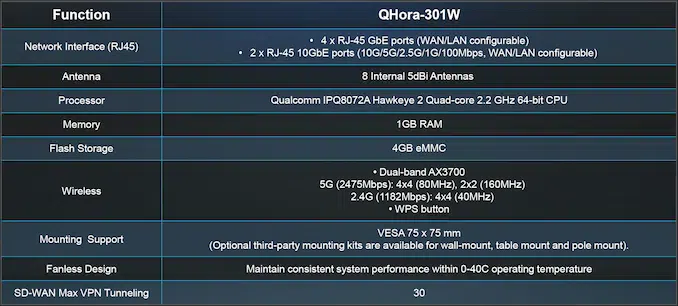 Function QHora-301W
Network Interface (RJ45) • 4 x RJ-45 GbE ports (WAN/LAN configurable)
• 2 x RJ-45 10GbE ports (10G/5G/2.5G/1G/100Mbps, WAN/LAN configurable)
Antenna 8 Internal 5dBi Antennas
Processor Qualcomm IPQ8072A Hawkeye 2 Quad-core 2.2 GHz 64-bit CPU
Memory 1GB RAM
Flash Storage 4GB eMMC
Wireless • Dual-band AX3700
5G (2475Mbps): 4x4 (80MHz), 2x2 (160MHz)
2.4G (1182Mbps): 4x4 (40MHz)
• WPS button
Mounting Support VESA 75 x 75 mm
(Optional third-party mounting kits are available for wall-mount, table mount and pole mount).
Fanless Design Maintain consistent system performance within 0-40C operating temperature
SD-WAN Max VPN Tunneling 30